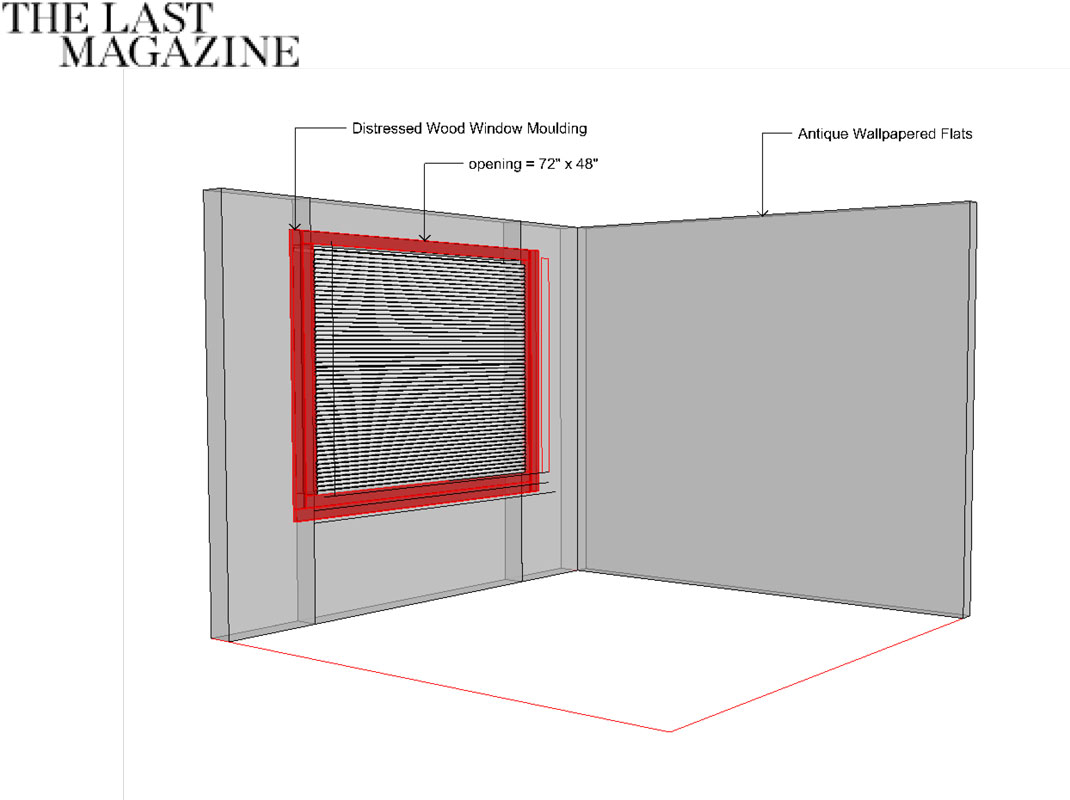 THE LAST
MAGAZINE
Distressed Wood Window Moulding
Antique Wallpapered Flats
opening = 72" x 48"